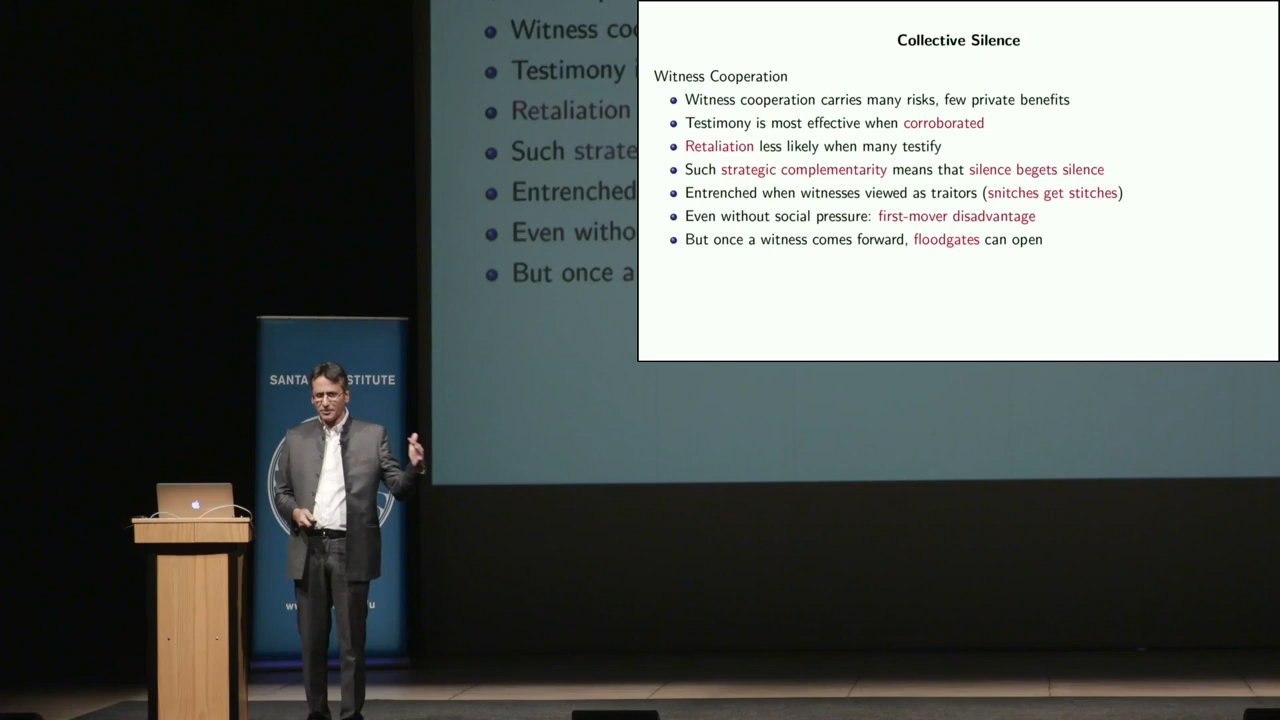 Witness co
Testimony
Retaliation
Such strate
Entrenched
Even witho
But once a
Collective Silence
Witness Cooperation
Witness cooperation carries many risks, few private benefits
Testimony is most effective when corroborated
Retaliation less likely when many testify
Such strategic complementarity means that silence begets silence
Entrenched when witnesses viewed as traitors (snitches get stitches)
Even without social pressure: first-mover disadvantage
But once a witness comes forward, floodgates can open
SANTA STITUTE